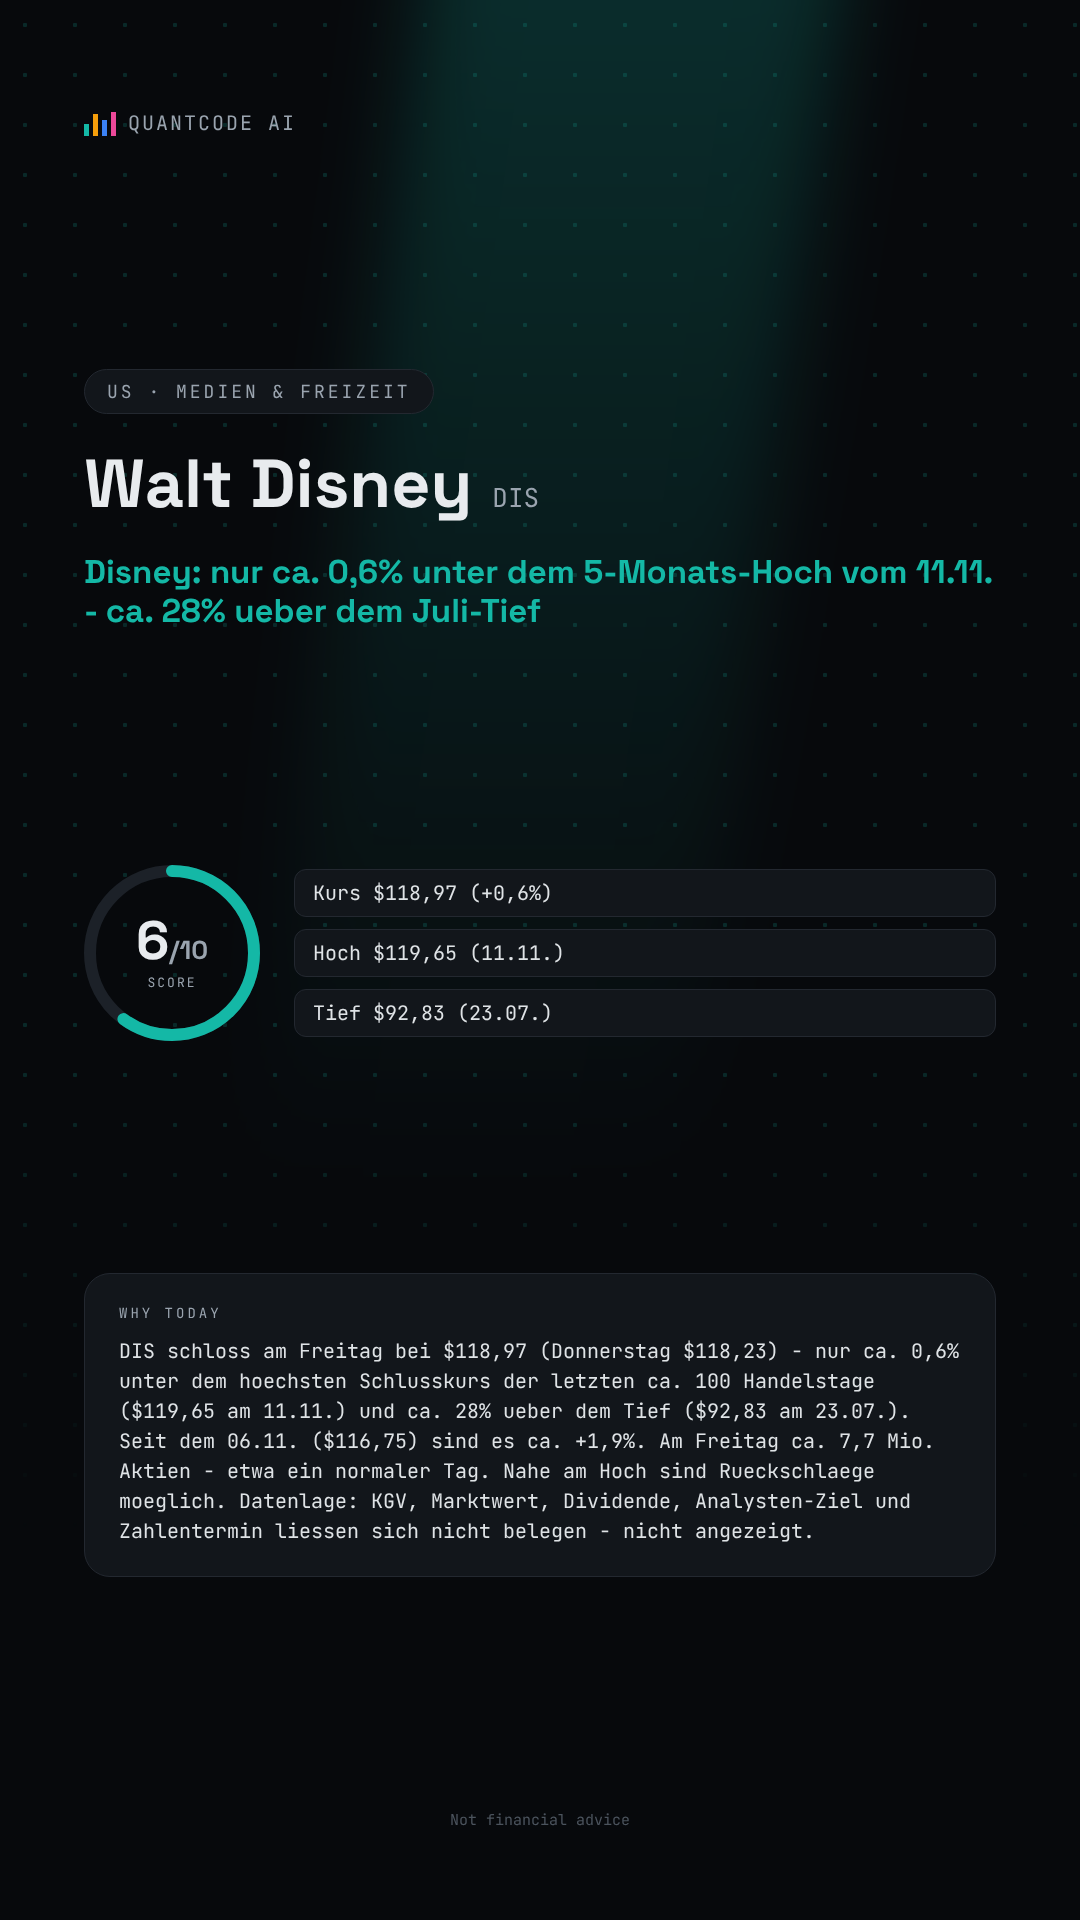 QUANTCODE AI
US · MEDIEN & FREIZEIT
Walt Disney DIS
Disney: nur ca. 0,6% unter dem 5-Monats-Hoch vom 11.11.
- ca. 28% ueber dem Juli-Tief
6/10
SCORE
Kurs $118,97 (+0,6%)
Hoch $119,65 (11.11.)
Tief $92,83 (23.07.)
WHY TODAY
DIS schloss am Freitag bei $118,97 (Donnerstag $118,23) - nur ca. 0,6%
unter dem hoechsten Schlusskurs der letzten ca. 100 Handelstage
($119,65 am 11.11.) und ca. 28% ueber dem Tief ($92,83 am 23.07.).
Seit dem 06.11. ($116,75) sind es ca. +1,9%. Am Freitag ca. 7,7 Mio.
Aktien - etwa ein normaler Tag. Nahe am Hoch sind Rueckschlaege
moeglich. Datenlage: KGV, Marktwert, Dividende, Analysten-Ziel und
Zahlentermin liessen sich nicht belegen - nicht angezeigt.
Not financial advice